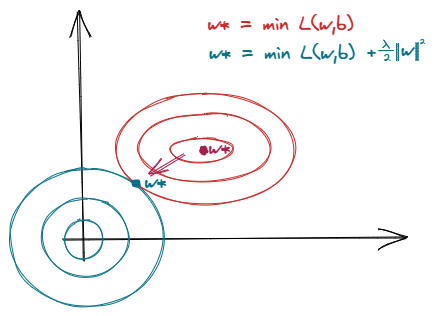 w* = min L(w,b)
w* = min L(w,b) + λ/2 ‖w‖²
w*
w*